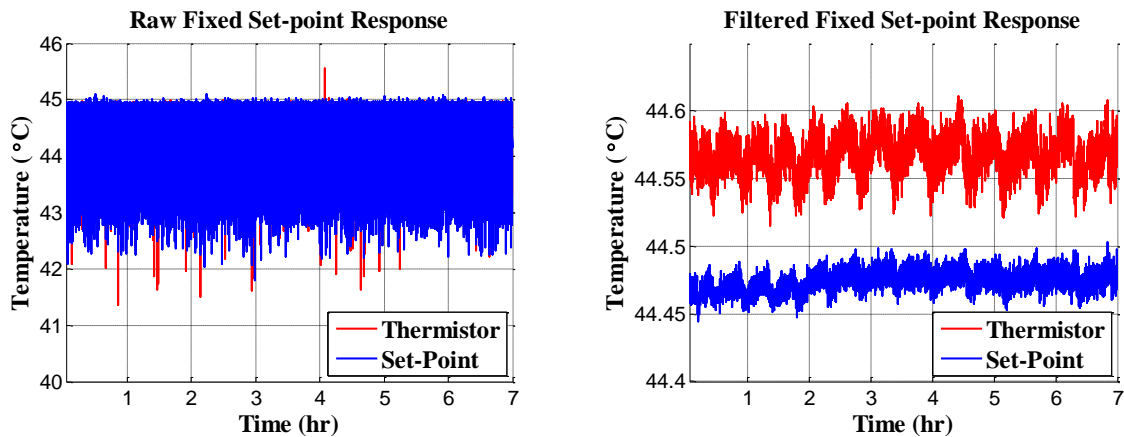 Raw Fixed Set-point Response
Temperature ( °C)
46
45
44
43
42
41
40
1 2 3 4 5 6 7
Time (hr)
Thermistor
Set-Point
Filtered Fixed Set-point Response
Temperature ( °C)
44.6
44.55
44.5
44.45
44.4
1 2 3 4 5 6 7
Time (hr)
Thermistor
Set-Point